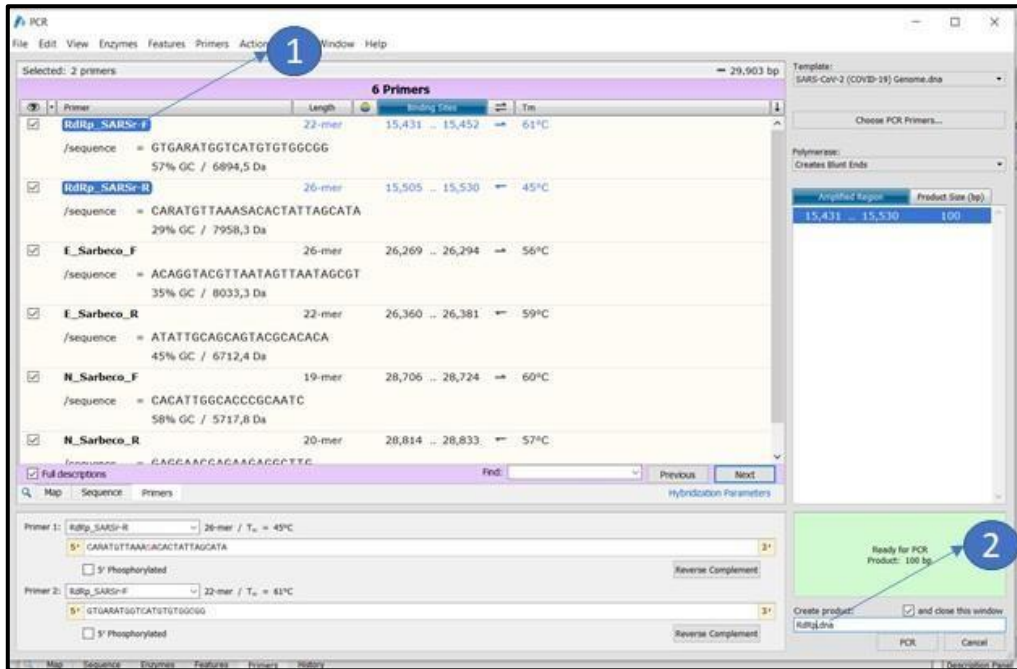 PCR
File Edit View Enzymes Features Primers Action Window Help
1
Selected: 2 primers 29,903 bp
6 Primers
Primer Length Binding Sites Tm
RdRp_SARSr-F 22-mer 15,431 .. 15,452 61°C
/sequence = GTGARATGGTCATGTGTGGCGG
57% GC / 6894,5 Da
RdRp_SARSr-R 26-mer 15,505 .. 15,530 45°C
/sequence = CARATGTTAAASACACTATTAGCATA
29% GC / 7958,3 Da
E_Sarbeco_F 26-mer 26,269 .. 26,294 56°C
/sequence = ACAGGTACGTTAATAGTTAATAGCGT
35% GC / 8033,3 Da
E_Sarbeco_R 22-mer 26,360 .. 26,381 59°C
/sequence = ATATTGCAGCAGTACGCACACA
45% GC / 6712,4 Da
N_Sarbeco_F 19-mer 28,706 .. 28,724 60°C
/sequence = CACATTGGCACCCGCAATC
58% GC / 5717,8 Da
N_Sarbeco_R 20-mer 28,814 .. 28,833 57°C
/sequence = GAGGAACGAGAAGAGGCTTG
Full descriptions Find: Previous Next
Map Sequence Primers Hybridization Parameters
Template:
SARS-CoV-2 (COVID-19) Genome.dna
Choose PCR Primers...
Polymerase:
Creates Blunt Ends
Amplified Region Product Size (bp)
15,431 .. 15,530 100
Primer 1: RdRp_SARSr-R 26-mer / Tm = 45°C
5' CARATGTTAAASACACTATTAGCATA 3'
5' Phosphorylated Reverse Complement
Primer 2: RdRp_SARSr-F 22-mer / Tm = 61°C
5' GTGARATGGTCATGTGTGGCGG 3'
5' Phosphorylated Reverse Complement
Ready for PCR
Product: 100 bp
2
Create product: and close this window
RdRp.dna
PCR Cancel
Map Sequence Enzymes Features Primers History Description Panel